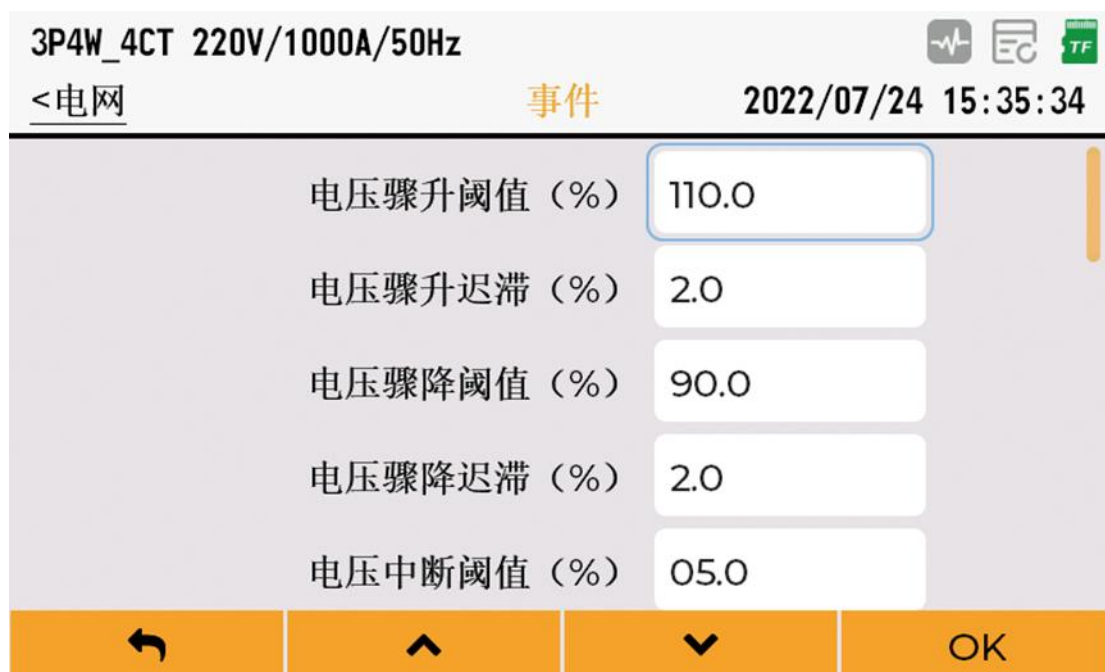 3P4W_4CT 220V/1000A/50Hz
TF
<电网 事件 2022/07/24 15:35:34
电压骤升阈值（%） 110.0
电压骤升迟滞（%） 2.0
电压骤降阈值（%） 90.0
电压骤降迟滞（%） 2.0
电压中断阈值（%） 05.0
OK